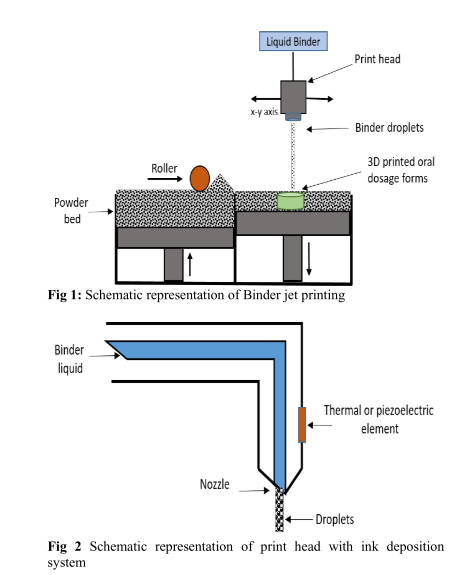 Liquid Binder
Print head
x-y axis
Binder droplets
Roller
3D printed oral
dosage forms
Powder
bed
Fig 1: Schematic representation of Binder jet printing
Binder
liquid
Thermal or piezoelectric
element
Nozzle
Droplets
Fig 2 Schematic representation of print head with ink deposition
system